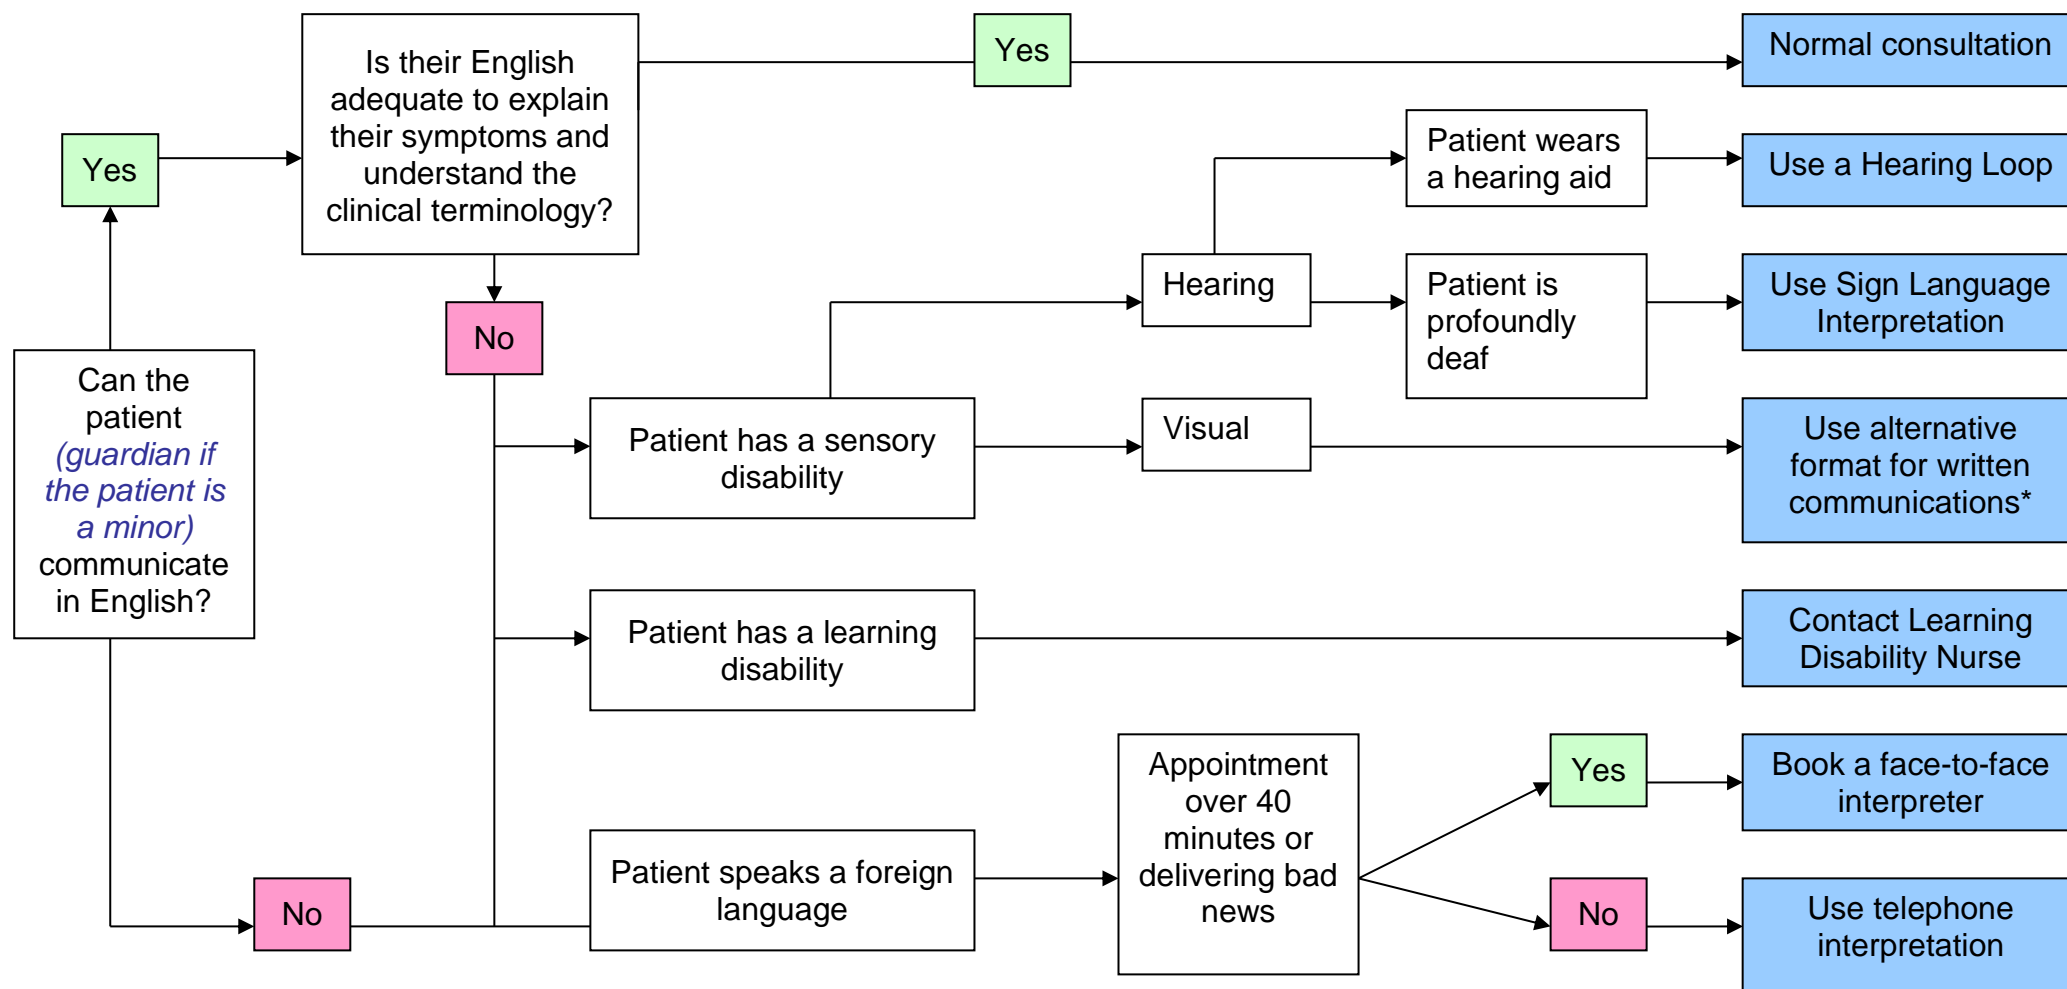 Is their English
adequate to explain
their symptoms and
understand the
clinical terminology?
Yes
Normal consultation
Yes
Patient wears
a hearing aid
Use a Hearing Loop
Hearing
Patient is
profoundly
deaf
Use Sign Language
Interpretation
No
Can the
patient
(guardian if
the patient is
a minor)
communicate
in English?
Patient has a sensory
disability
Visual
Use alternative
format for written
communications*
Patient has a learning
disability
Contact Learning
Disability Nurse
Appointment
over 40
minutes or
delivering bad
news
Yes
Book a face-to-face
interpreter
No
Patient speaks a foreign
language
No
Use telephone
interpretation